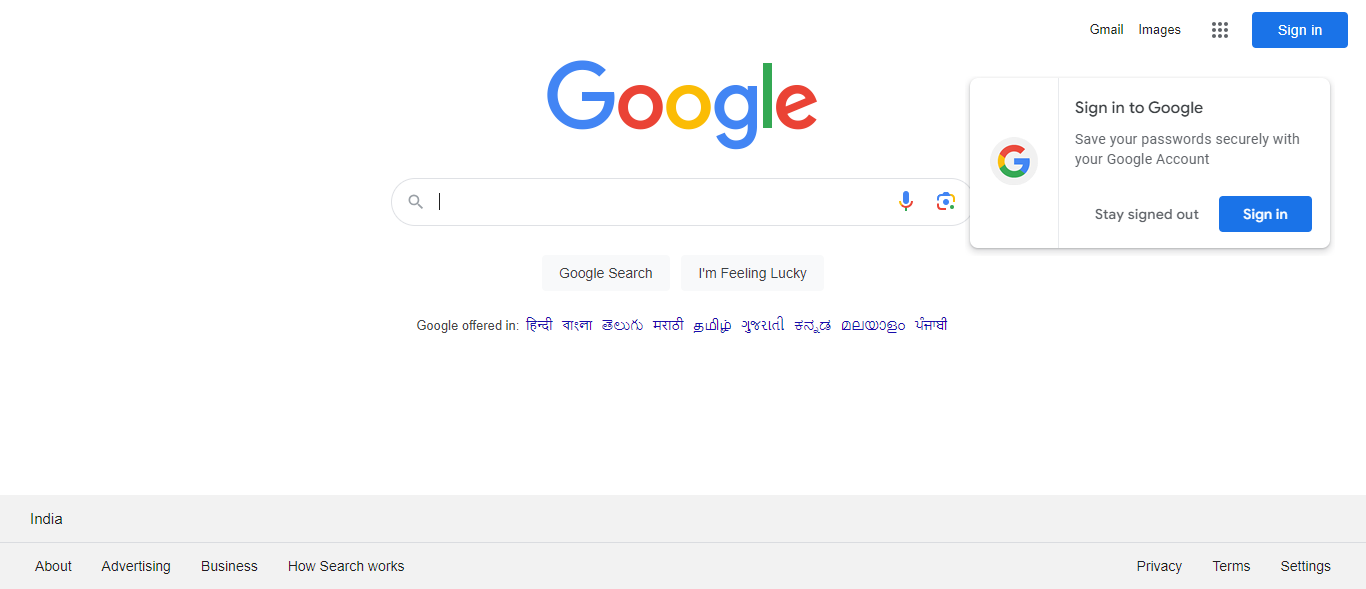 Gmail Images Sign in
Google
Sign in to Google
Save your passwords securely with
your Google Account
Stay signed out Sign in
Google Search I'm Feeling Lucky
Google offered in: हिन्दी বাংলা తెలుగు मराठी தமிழ் ગુજરાતી ಕನ್ನಡ മലയാളം ਪੰਜਾਬੀ
India
About Advertising Business How Search works Privacy Terms Settings